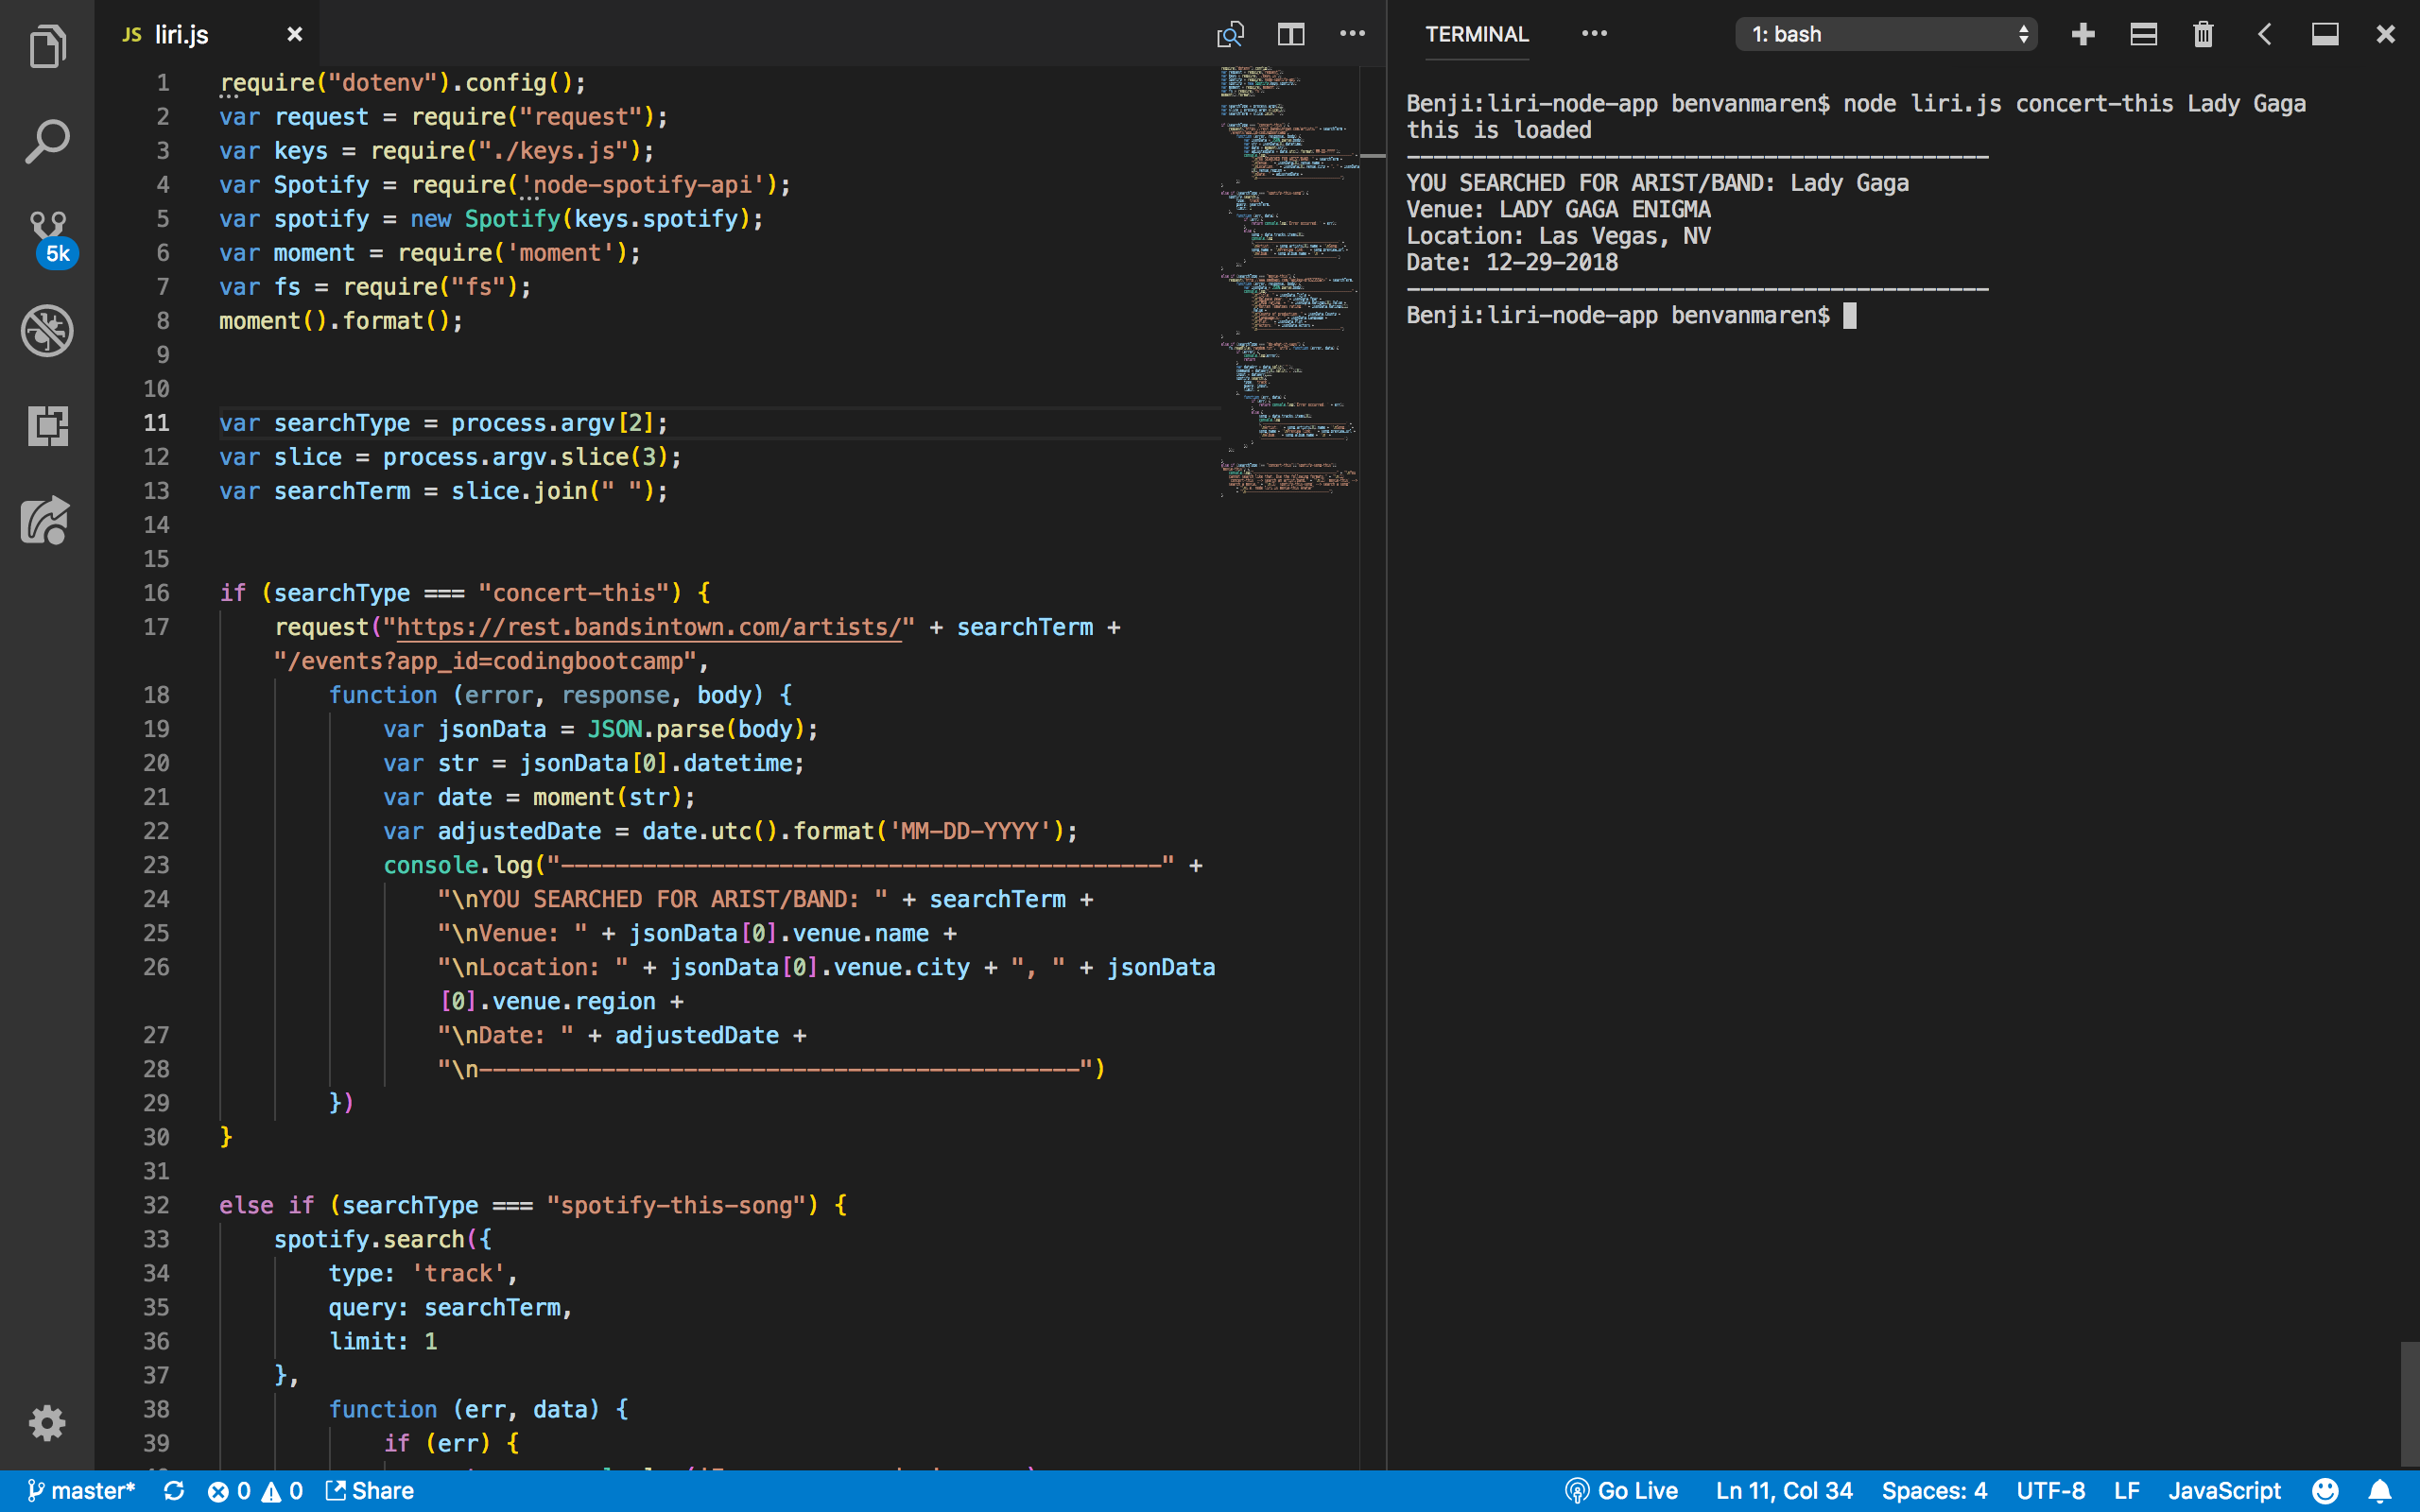 JS liri.js
1 require("dotenv").config();
2 var request = require("request");
3 var keys = require("./keys.js");
4 var Spotify = require('node-spotify-api');
5 var spotify = new Spotify(keys.spotify);
6 var moment = require('moment');
7 var fs = require("fs");
8 moment().format();
9
10
11 var searchType = process.argv[2];
12 var slice = process.argv.slice(3);
13 var searchTerm = slice.join(" ");
14
15
16 if (searchType === "concert-this") {
17 request("https://rest.bandsintown.com/artists/" + searchTerm +
"/events?app_id=codingbootcamp",
18 function (error, response, body) {
19 var jsonData = JSON.parse(body);
20 var str = jsonData[0].datetime;
21 var date = moment(str);
22 var adjustedDate = date.utc().format('MM-DD-YYYY');
23 console.log("--------------------------------------------" +
24 "\nYOU SEARCHED FOR ARIST/BAND: " + searchTerm +
25 "\nVenue: " + jsonData[0].venue.name +
26 "\nLocation: " + jsonData[0].venue.city + ", " + jsonData
[0].venue.region +
27 "\nDate: " + adjustedDate +
28 "\n--------------------------------------------")
29 })
30 }
31
32 else if (searchType === "spotify-this-song") {
33 spotify.search({
34 type: 'track',
35 query: searchTerm,
36 limit: 1
37 },
38 function (err, data) {
39 if (err) {
5k
TERMINAL
1: bash
Benji:liri-node-app benvanmaren$ node liri.js concert-this Lady Gaga
this is loaded
--------------------------------------------
YOU SEARCHED FOR ARIST/BAND: Lady Gaga
Venue: LADY GAGA ENIGMA
Location: Las Vegas, NV
Date: 12-29-2018
--------------------------------------------
Benji:liri-node-app benvanmaren$
master* 0 0 Share Go Live Ln 11, Col 34 Spaces: 4 UTF-8 LF JavaScript